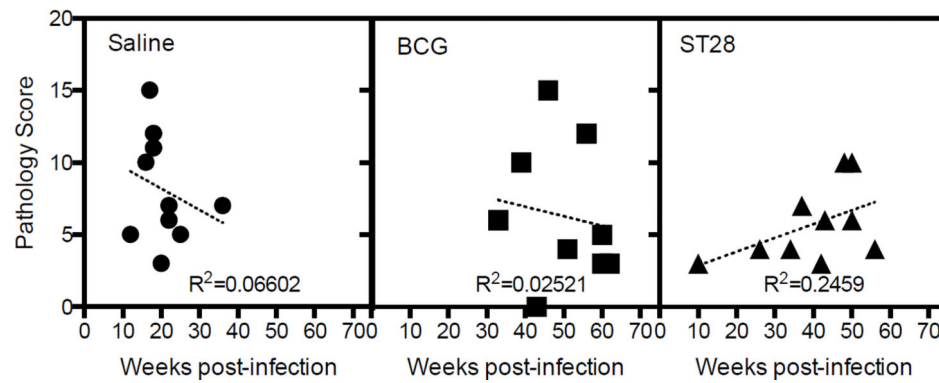 20
15
10
5
0
Pathology Score
Saline
BCG
ST28
R²=0.06602
R²=0.02521
R²=0.2459
0 10 20 30 40 50 60 70 0 10 20 30 40 50 60 70 0 10 20 30 40 50 60 70
Weeks post-infection
Weeks post-infection
Weeks post-infection